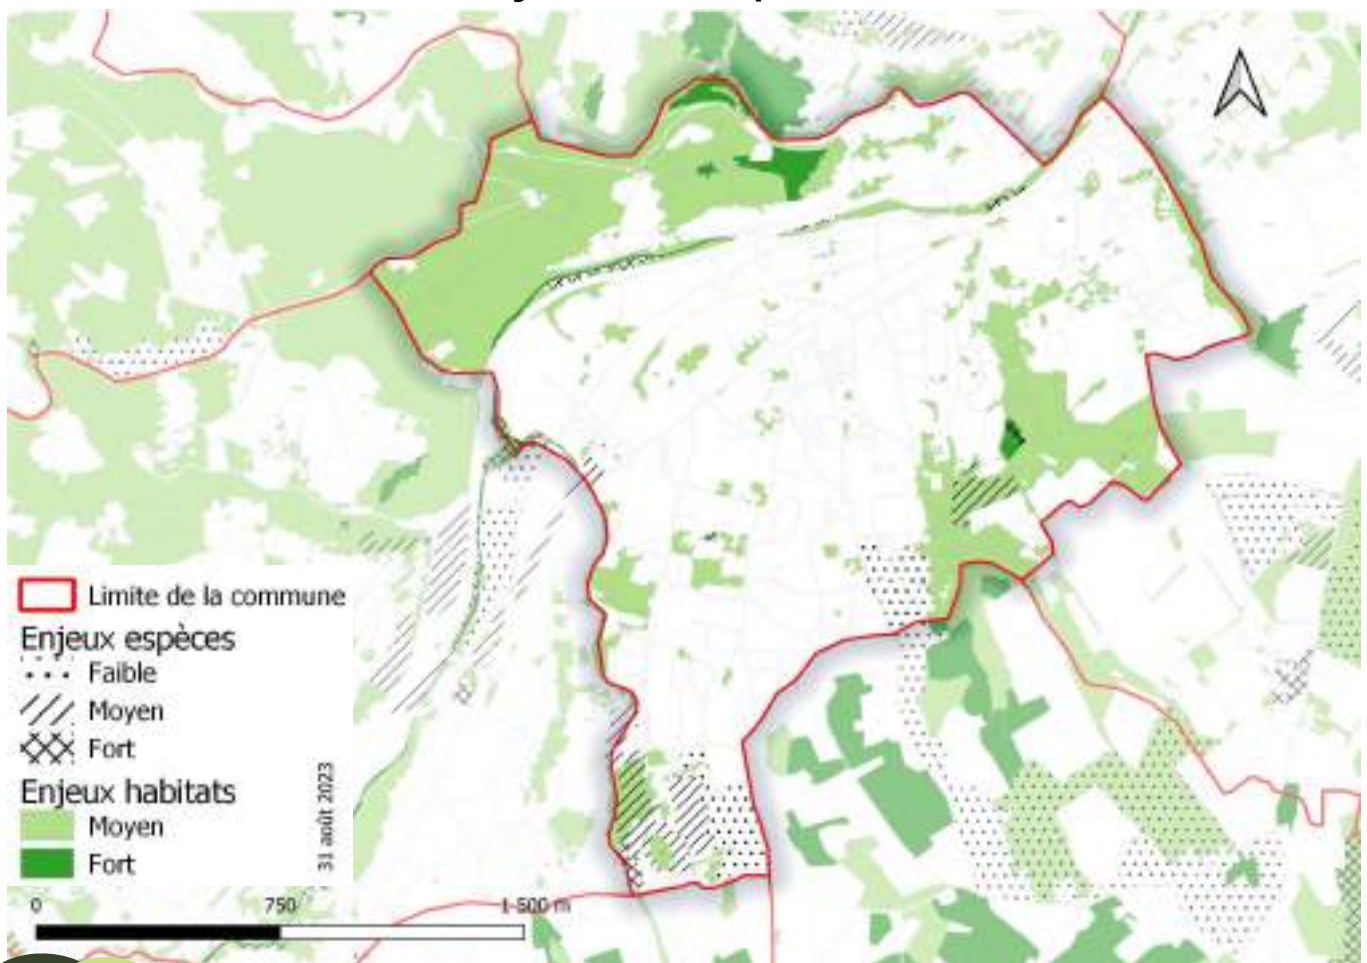 Limite de la commune
Enjeux espèces
Faible
Moyen
Fort
Enjeux habitats
Moyen
Fort
31 août 2023
0 750 1 500 m